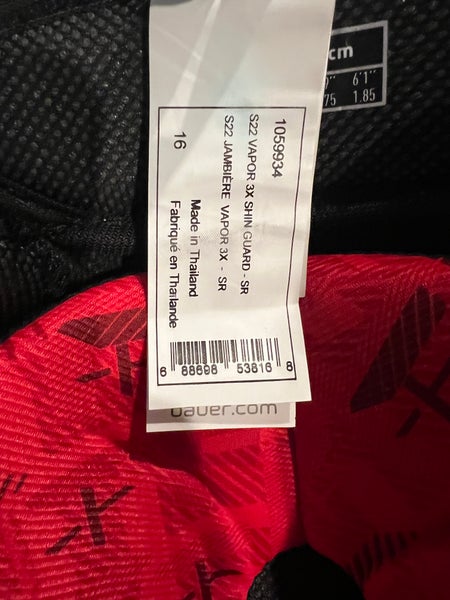 1059934
S22 VAPOR 3X SHIN GUARD - SR
S22 JAMBIÈRE VAPOR 3X - SR
16
Made in Thailand
Fabriqué en Thaïlande
6 88698 53816 8
bauer.com
cm
6'1"
75 1.85